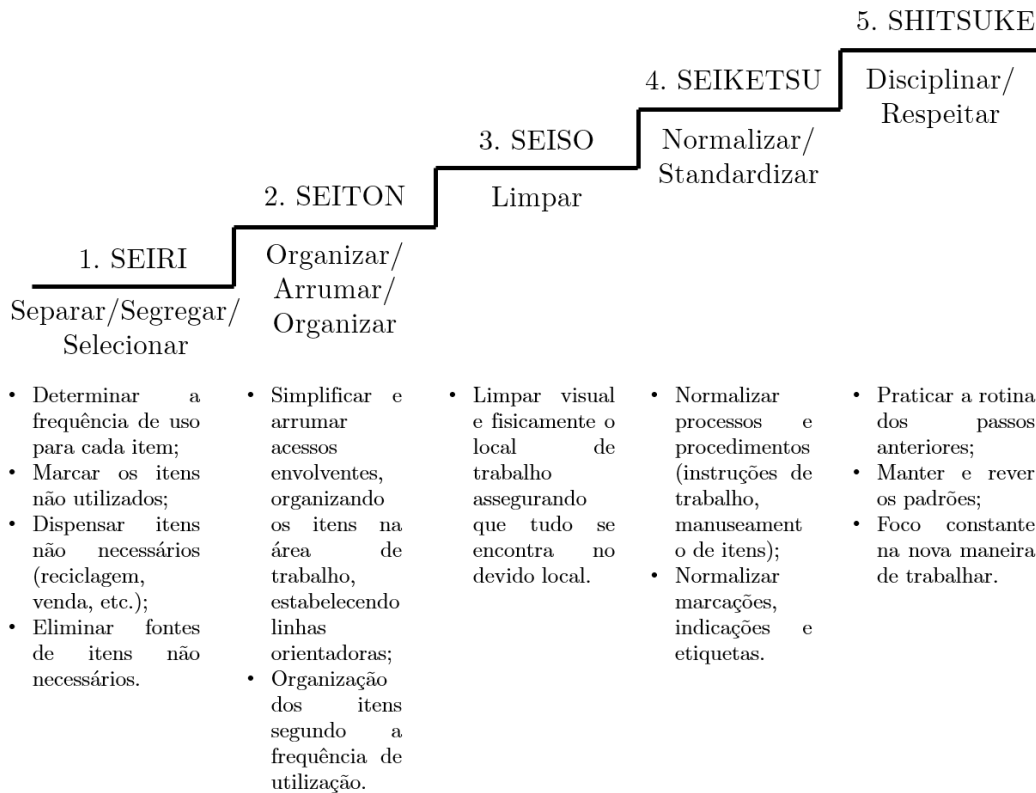 5. SHITSUKE
Disciplinar/
Respeitar
4. SEIKETSU
Normalizar/
Standardizar
3. SEISO
Limpar
2. SEITON
Organizar/
Arrumar/
Organizar
1. SEIRI
Separar/Segregar/
Selecionar
• Determinar a
frequência de uso
para cada item;
• Marcar os itens
não utilizados;
• Dispensar itens
não necessários
(reciclagem,
venda, etc.);
• Eliminar fontes
de itens não
necessários.
• Simplificar e
arrumar
acessos
envolventes,
organizando
os itens na
área de
trabalho,
estabelecendo
linhas
orientadoras;
• Organização
dos itens
segundo a
frequência de
utilização.
• Limpar visual
e fisicamente o
local de
trabalho
assegurando
que tudo se
encontra no
devido local.
• Normalizar
processos e
procedimentos
(instruções de
trabalho,
manuseament
o de itens);
• Normalizar
marcações,
indicações e
etiquetas.
• Praticar a rotina
dos passos
anteriores;
• Manter e rever
os padrões;
• Foco constante
na nova maneira
de trabalhar.